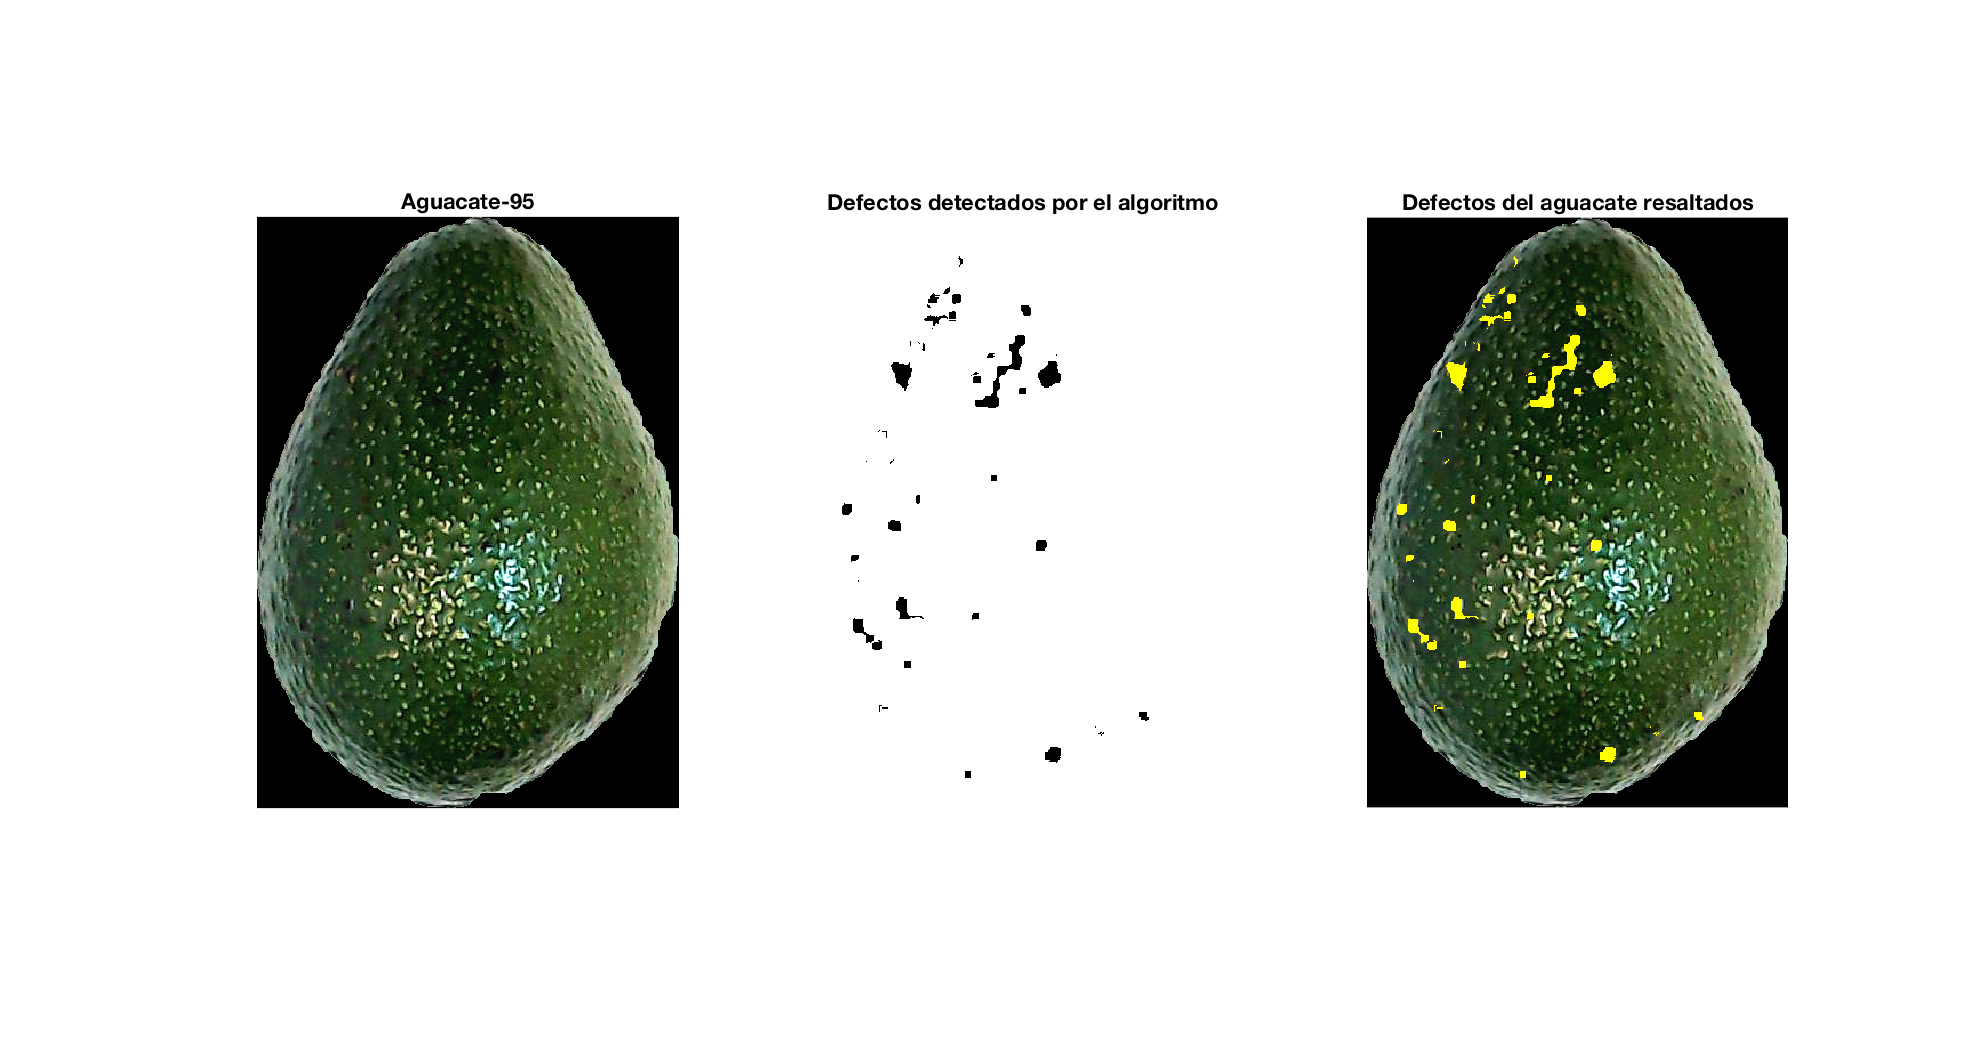 Aguacate-95
Defectos detectados por el algoritmo
Defectos del aguacate resaltados